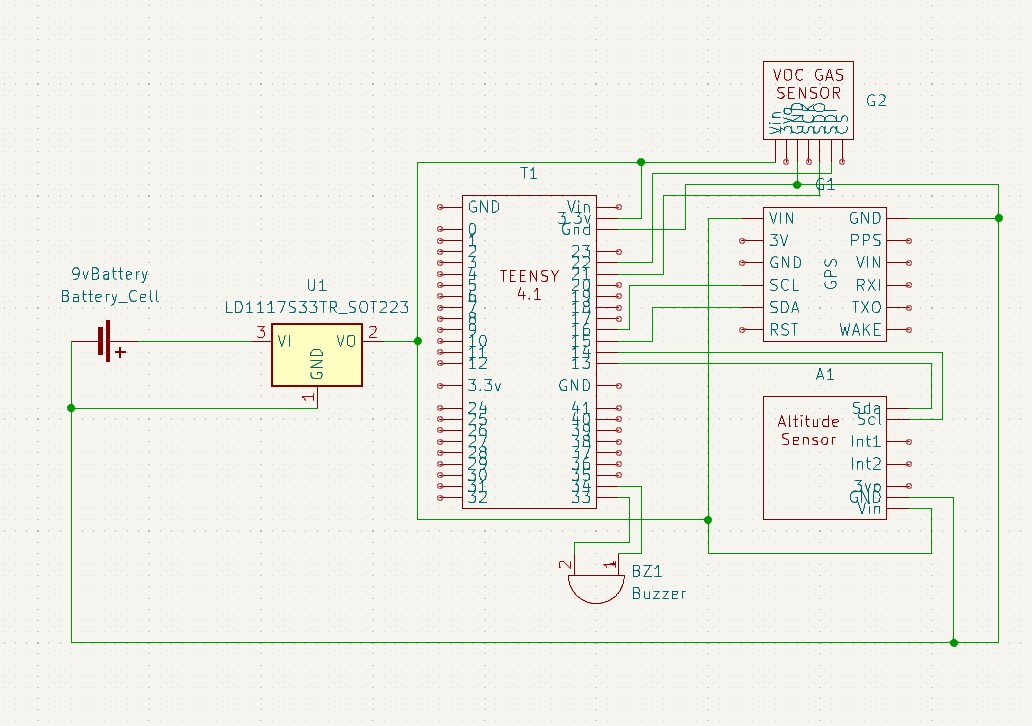 VOC GAS
SENSOR
G2
Vin
T1
G1
GND
Vin
3.3v
Gnd
0
1
2
3
4
5
6
7
8
9
10
11
12
3.3v
24
25
26
27
28
29
30
31
32
TEENSY
4.1
23
22
21
20
19
18
17
16
15
14
13
GND
41
40
39
38
37
36
35
34
33
VIN
3V
GND
SCL
SDA
RST
GPS
GND
PPS
VIN
RXI
TXO
WAKE
9vBattery
Battery_Cell
+
U1
LD1117S33TR_SOT223
3
VI
VO
2
GND
1
A1
Altitude
Sensor
Sda
Scl
Int1
Int2
3vo
GND
Vin
2
1
BZ1
Buzzer